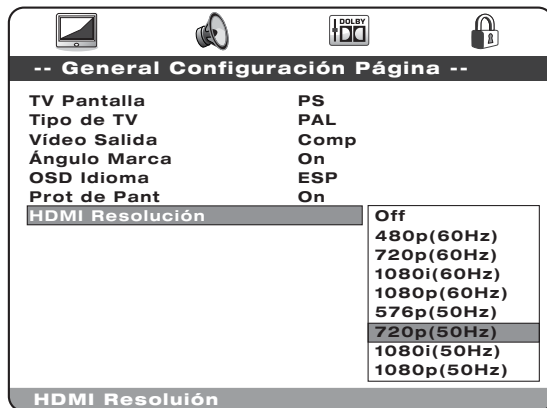 DOLBY
-- General Configuración Página --
TV Pantalla PS
Tipo de TV PAL
Vídeo Salida Comp
Ángulo Marca On
OSD Idioma ESP
Prot de Pant On
HDMI Resolución Off
480p(60Hz)
720p(60Hz)
1080i(60Hz)
1080p(60Hz)
576p(50Hz)
720p(50Hz)
1080i(50Hz)
1080p(50Hz)
HDMI Resoluión